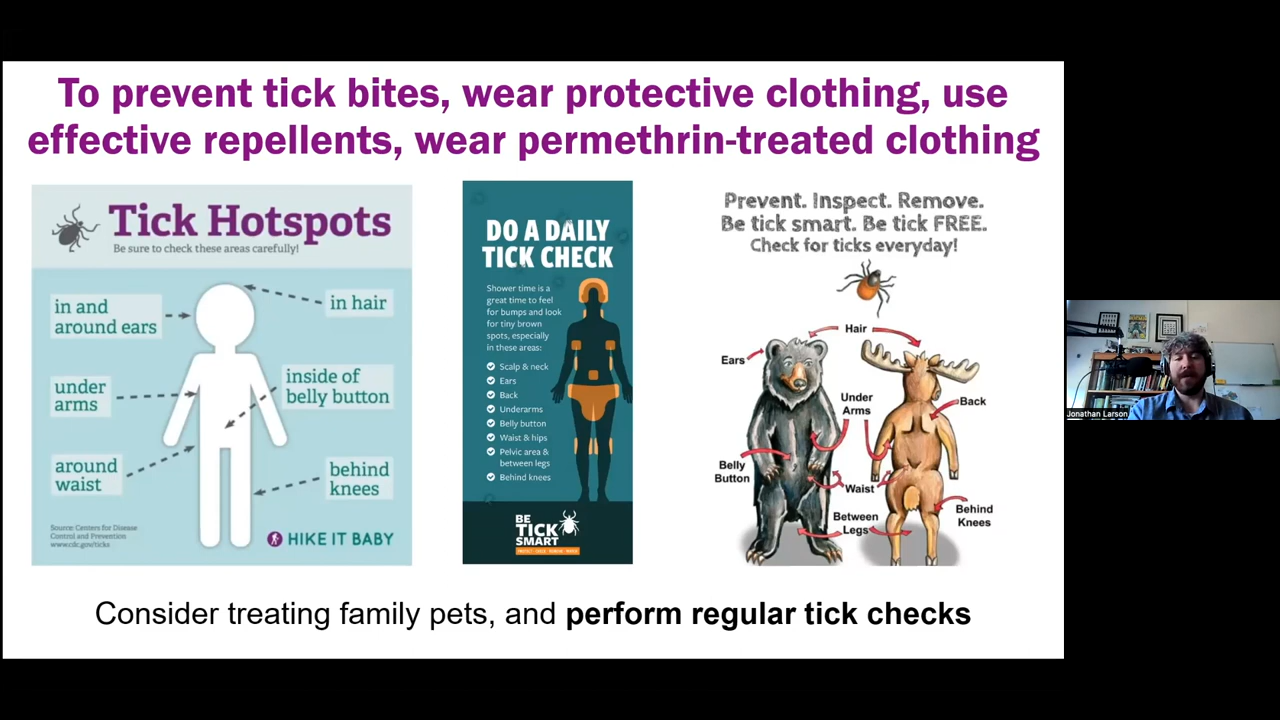 To prevent tick bites, wear protective clothing, use
effective repellents, wear permethrin-treated clothing
Tick Hotspots
Be sure to check these areas carefully!
in and
around ears
in hair
under
arms
inside of
belly button
around
waist
behind
knees
Source: Centers for Disease
Control and Prevention
www.cdc.gov/ticks
HIKE IT BABY
DO A DAILY
TICK CHECK
Shower time is a
great time to feel
for bumps and look
for tiny brown
spots, especially
in these areas:
Scalp & neck
Ears
Back
Underarms
Belly button
Waist & hips
Pelvic area &
between legs
Behind knees
BE
TICK
SMART
Prevent. Inspect. Remove.
Be tick smart. Be tick FREE.
Check for ticks everyday!
Hair
Ears
Under
Arms
Back
Belly
Button
Waist
Between
Legs
Behind
Knees
Consider treating family pets, and perform regular tick checks
Jonathan Larson